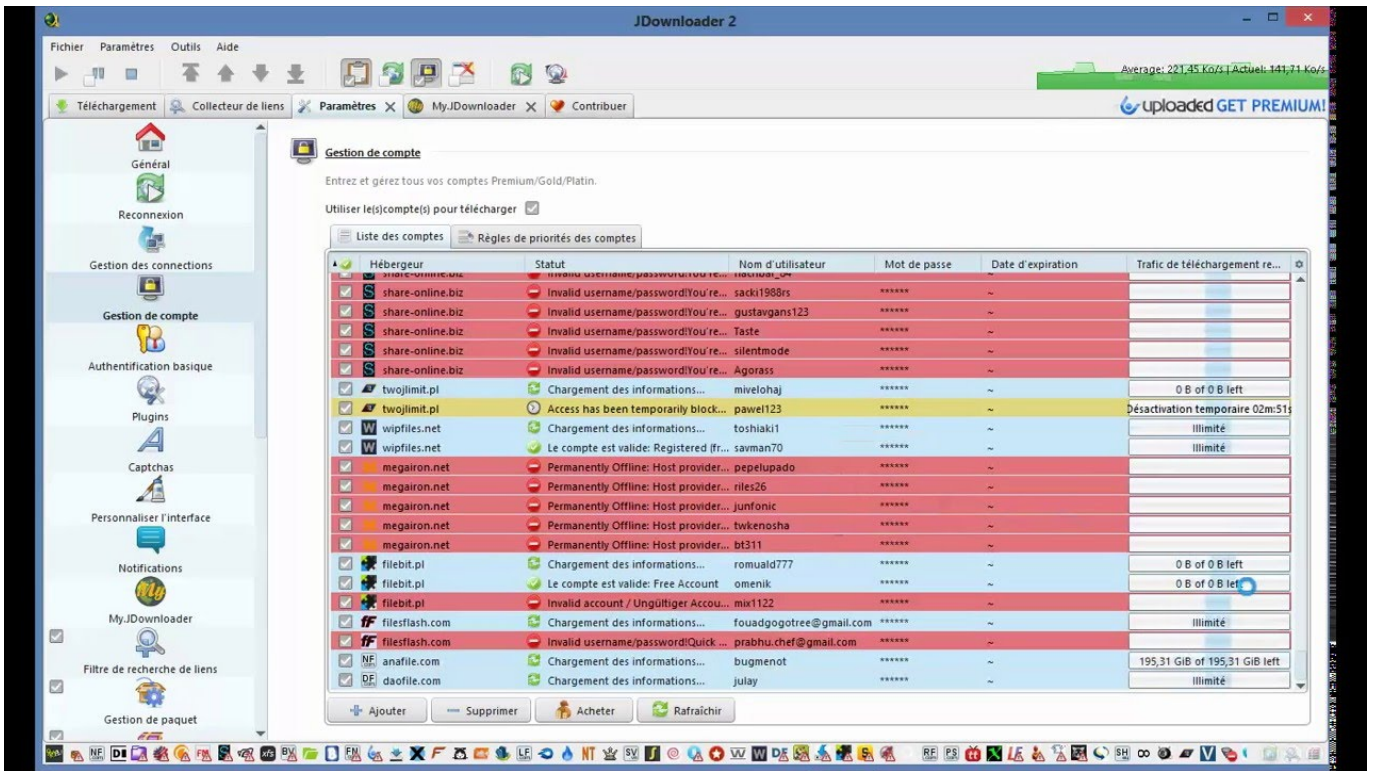 JDownloader 2
Fichier Paramètres Outils Aide
Average: 221,45 Ko/s | Actuel: 141,71 Ko/s
Téléchargement Collecteur de liens Paramètres MyJDownloader Contribuer
uploaded GET PREMIUM!
Général
Reconnexion
Gestion des connections
Gestion de compte
Authentification basique
Plugins
Captchas
Personnaliser l'interface
Notifications
My.JDownloader
Filtre de recherche de liens
Gestion de paquet
Gestion de compte
Entrez et gérez tous vos comptes Premium/Gold/Platin.
Utiliser le(s)compte(s) pour télécharger
Liste des comptes Règles de priorités des comptes
Hébergeur Statut Nom d'utilisateur Mot de passe Date d'expiration Trafic de téléchargement re...
share-online.biz Invalid username/password!You're...
share-online.biz Invalid username/password!You're... sacki1988rs ****** ~
share-online.biz Invalid username/password!You're... gustavgans123 ****** ~
share-online.biz Invalid username/password!You're... Taste ****** ~
share-online.biz Invalid username/password!You're... silentmode ****** ~
share-online.biz Invalid username/password!You're... Agorass ****** ~
twojlimit.pl Chargement des informations... mivelohaj ****** ~ 0 B of 0 B left
twojlimit.pl Access has been temporarily block... pawel123 ****** ~ Désactivation temporaire 02m:51s
wipfiles.net Chargement des informations... toshiaki1 ****** ~ Illimité
wipfiles.net Le compte est valide: Registered (fr... savman70 ****** ~ Illimité
megairon.net Permanently Offline: Host provider... pepelupado ****** ~
megairon.net Permanently Offline: Host provider... riles26 ****** ~
megairon.net Permanently Offline: Host provider... junfonic ****** ~
megairon.net Permanently Offline: Host provider... twkenosha ****** ~
megairon.net Permanently Offline: Host provider... bt311 ****** ~
filebit.pl Chargement des informations... romuald777 ****** ~ 0 B of 0 B left
filebit.pl Le compte est valide: Free Account omenik ****** ~ 0 B of 0 B left
filebit.pl Invalid account / Ungültiger Accou... mix1122 ****** ~
filesflash.com Chargement des informations... fouadgogotree@gmail.com ****** ~ Illimité
filesflash.com Invalid username/password!Quick ... prabhu.chef@gmail.com ****** ~
anafile.com Chargement des informations... bugmenot ****** ~ 195,31 GiB of 195,31 GiB left
daofile.com Chargement des informations... julay ****** ~ Illimité
Ajouter Supprimer Acheter Rafraîchir